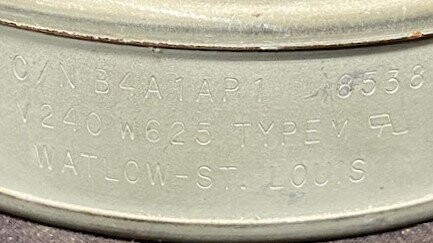 C/N B4A1AP1 8538
V240 W625 TYPE M
WATLOW-ST. LOUIS